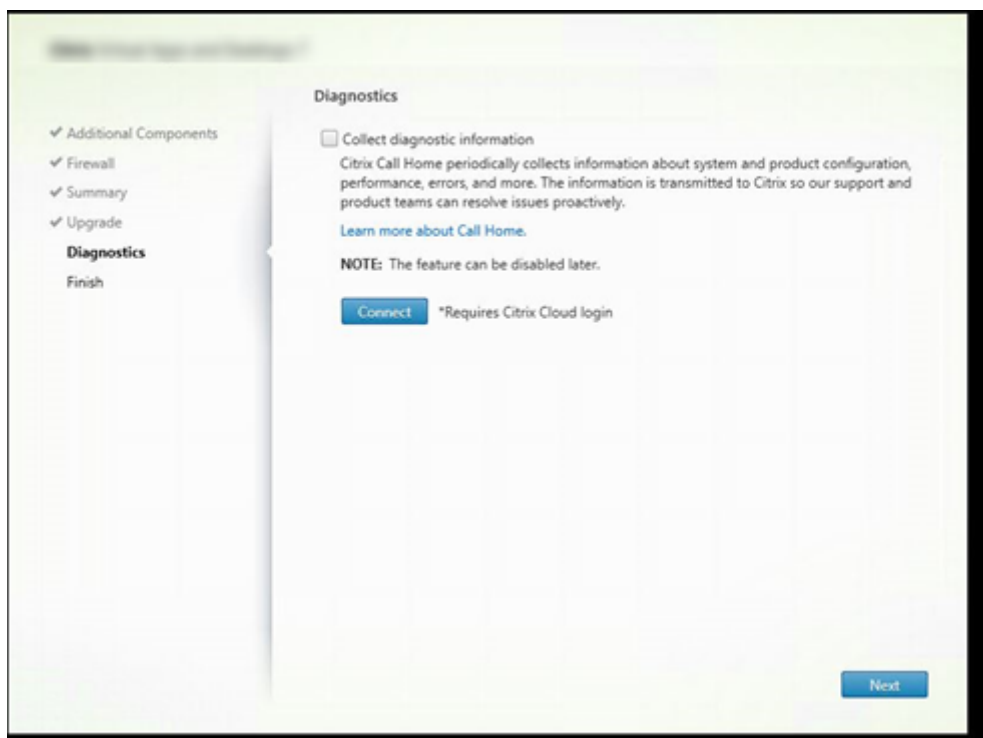 Diagnostics
Additional Components
Firewall
Summary
Upgrade
Diagnostics
Finish
Collect diagnostic information
Citrix Call Home periodically collects information about system and product configuration,
performance, errors, and more. The information is transmitted to Citrix so our support and
product teams can resolve issues proactively.
Learn more about Call Home.
NOTE: The feature can be disabled later.
Connect *Requires Citrix Cloud login
Next